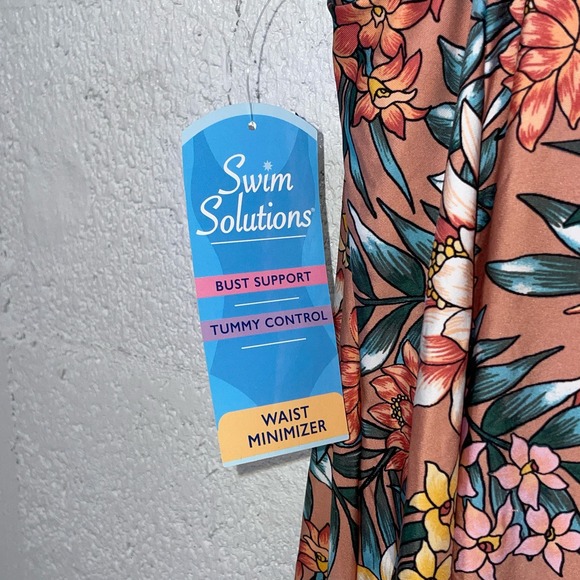 Swim
Solutions®
BUST SUPPORT
TUMMY CONTROL
WAIST
MINIMIZER